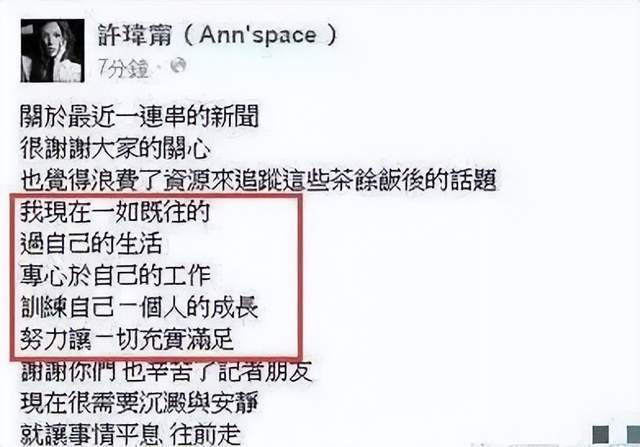 許瑋甯（Ann'space ）
7分鐘 ·
關於最近一連串的新聞
很謝謝大家的關心
也覺得浪費了資源來追蹤這些茶餘飯後的話題
我現在一如既往的
過自己的生活
專心於自己的工作
訓練自己一個人的成長
努力讓一切充實滿足
謝謝你們 也辛苦了記者朋友
現在很需要沉澱與安靜
就讓事情平息 往前走